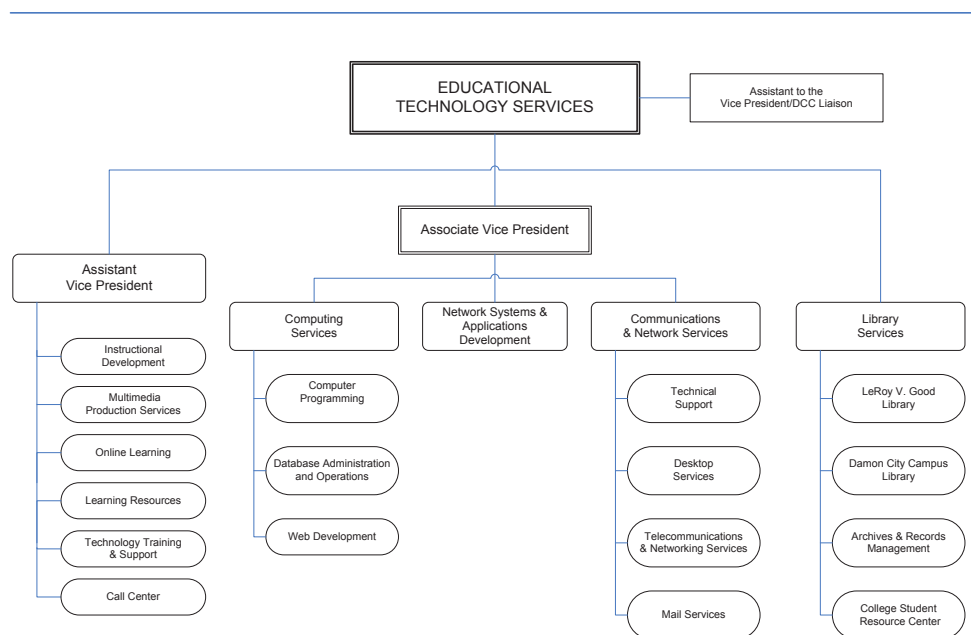 EDUCATIONAL
TECHNOLOGY SERVICES
Assistant to the
Vice President/DCC Liaison
Associate Vice President
Assistant
Vice President
Instructional
Development
Multimedia
Production Services
Online Learning
Learning Resources
Technology Training
& Support
Call Center
Computing
Services
Computer
Programming
Database Administration
and Operations
Web Development
Network Systems &
Applications
Development
Communications
& Network Services
Technical
Support
Desktop
Services
Telecommunications
& Networking Services
Mail Services
Library
Services
LeRoy V. Good
Library
Damon City Campus
Library
Archives & Records
Management
College Student
Resource Center